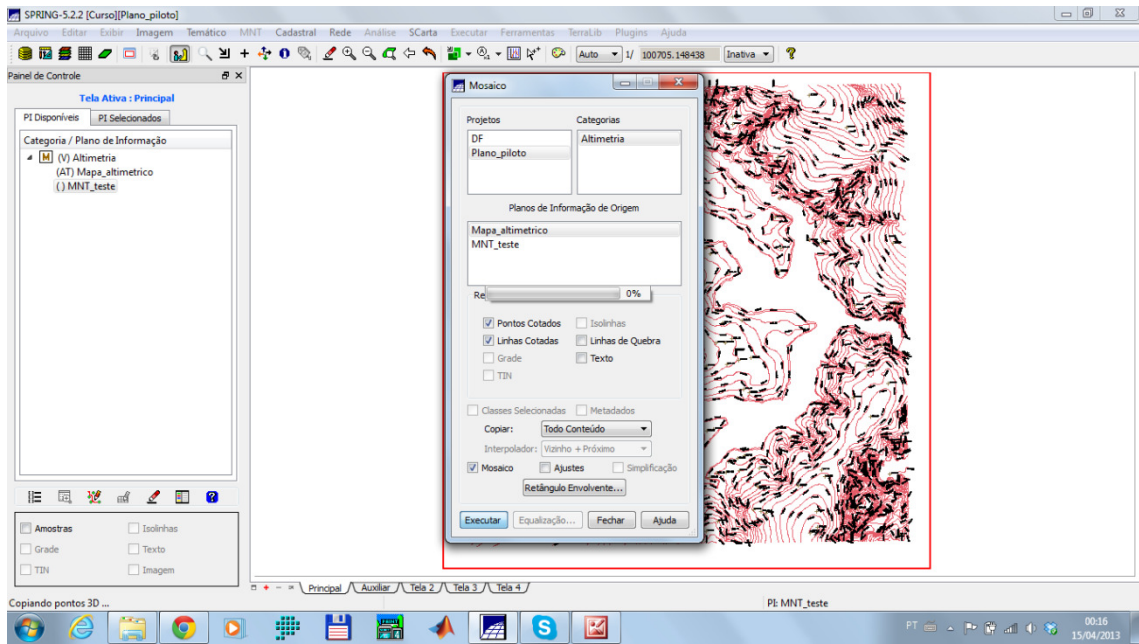 SPRING-5.2.2 [Curso][Plano_piloto]
Arquivo Editar Exibir Imagem Temático MNT Cadastral Rede Análise SCarta Executar Ferramentas TerraLib Plugins Ajuda
Auto 1/ 100705.148438 Inativa
Painel de Controle
Tela Ativa : Principal
PI Disponíveis PI Selecionados
Categoria / Plano de Informação
M (V) Altimetria
(AT) Mapa_altimetrico
( ) MNT_teste
Amostras Isolinhas
Grade Texto
TIN Imagem
Mosaico
Projetos Categorias
DF Altimetria
Plano_piloto
Planos de Informação de Origem
Mapa_altimetrico
MNT_teste
Re 0%
Pontos Cotados Isolinhas
Linhas Cotadas Linhas de Quebra
Grade Texto
TIN
Classes Selecionadas Metadados
Copiar: Todo Conteúdo
Interpolador: Vizinho + Próximo
Mosaico Ajustes Simplificação
Retângulo Envolvente...
Executar Equalização... Fechar Ajuda
Principal Auxiliar Tela 2 Tela 3 Tela 4
Copiando pontos 3D ... PI: MNT_teste
PT 00:16
15/04/2013